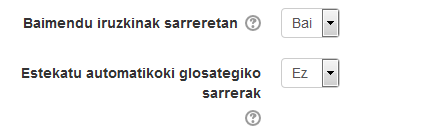 Baimendu iruzkinak sarreretan Bai
Estekatu automatikoki glosategiko Ez
sarrerak